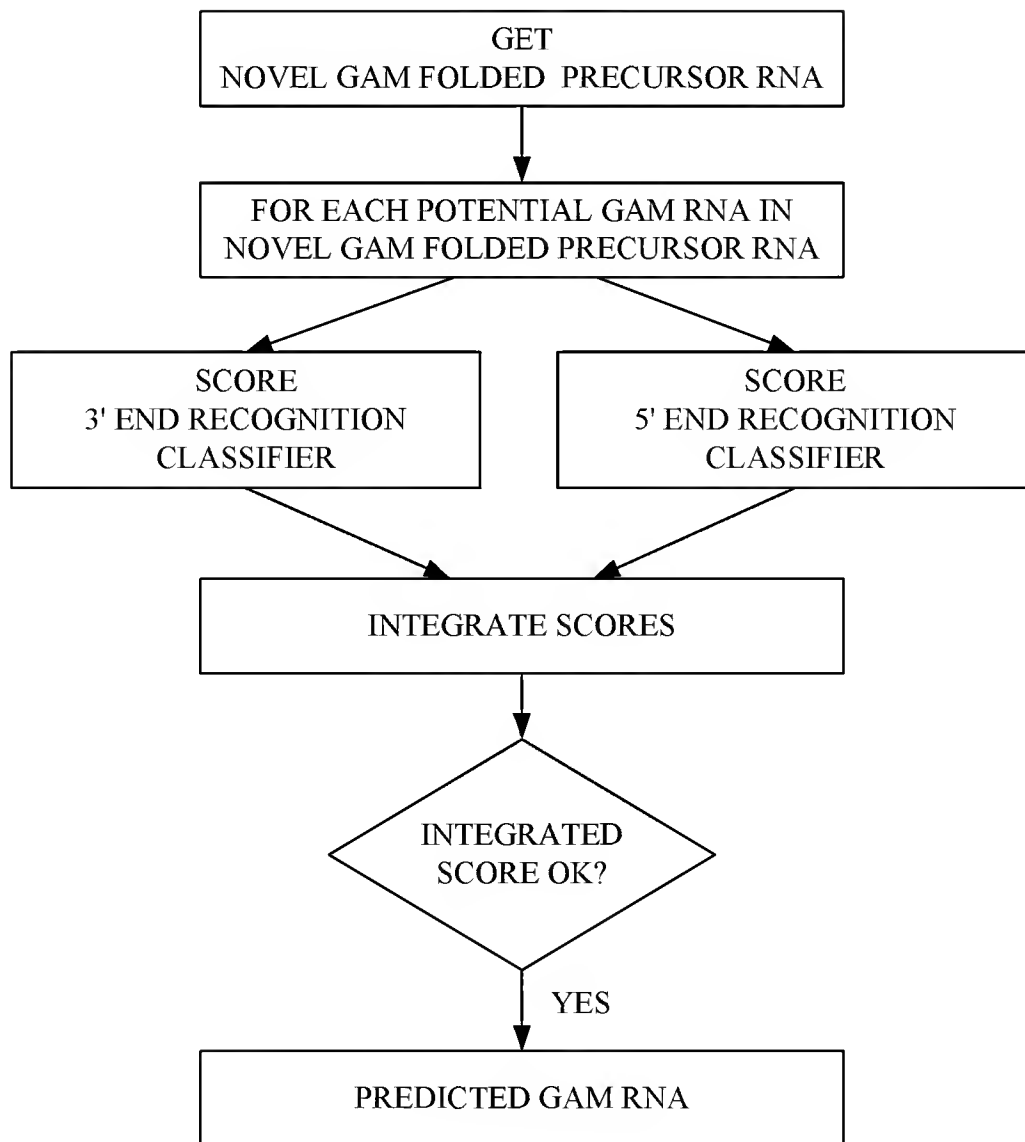 GET
NOVEL GAM FOLDED PRECURSOR RNA
FOR EACH POTENTIAL GAM RNA IN
NOVEL GAM FOLDED PRECURSOR RNA
SCORE
3' END RECOGNITION
CLASSIFIER
SCORE
5' END RECOGNITION
CLASSIFIER
INTEGRATE SCORES
INTEGRATED
SCORE OK?
YES
PREDICTED GAM RNA